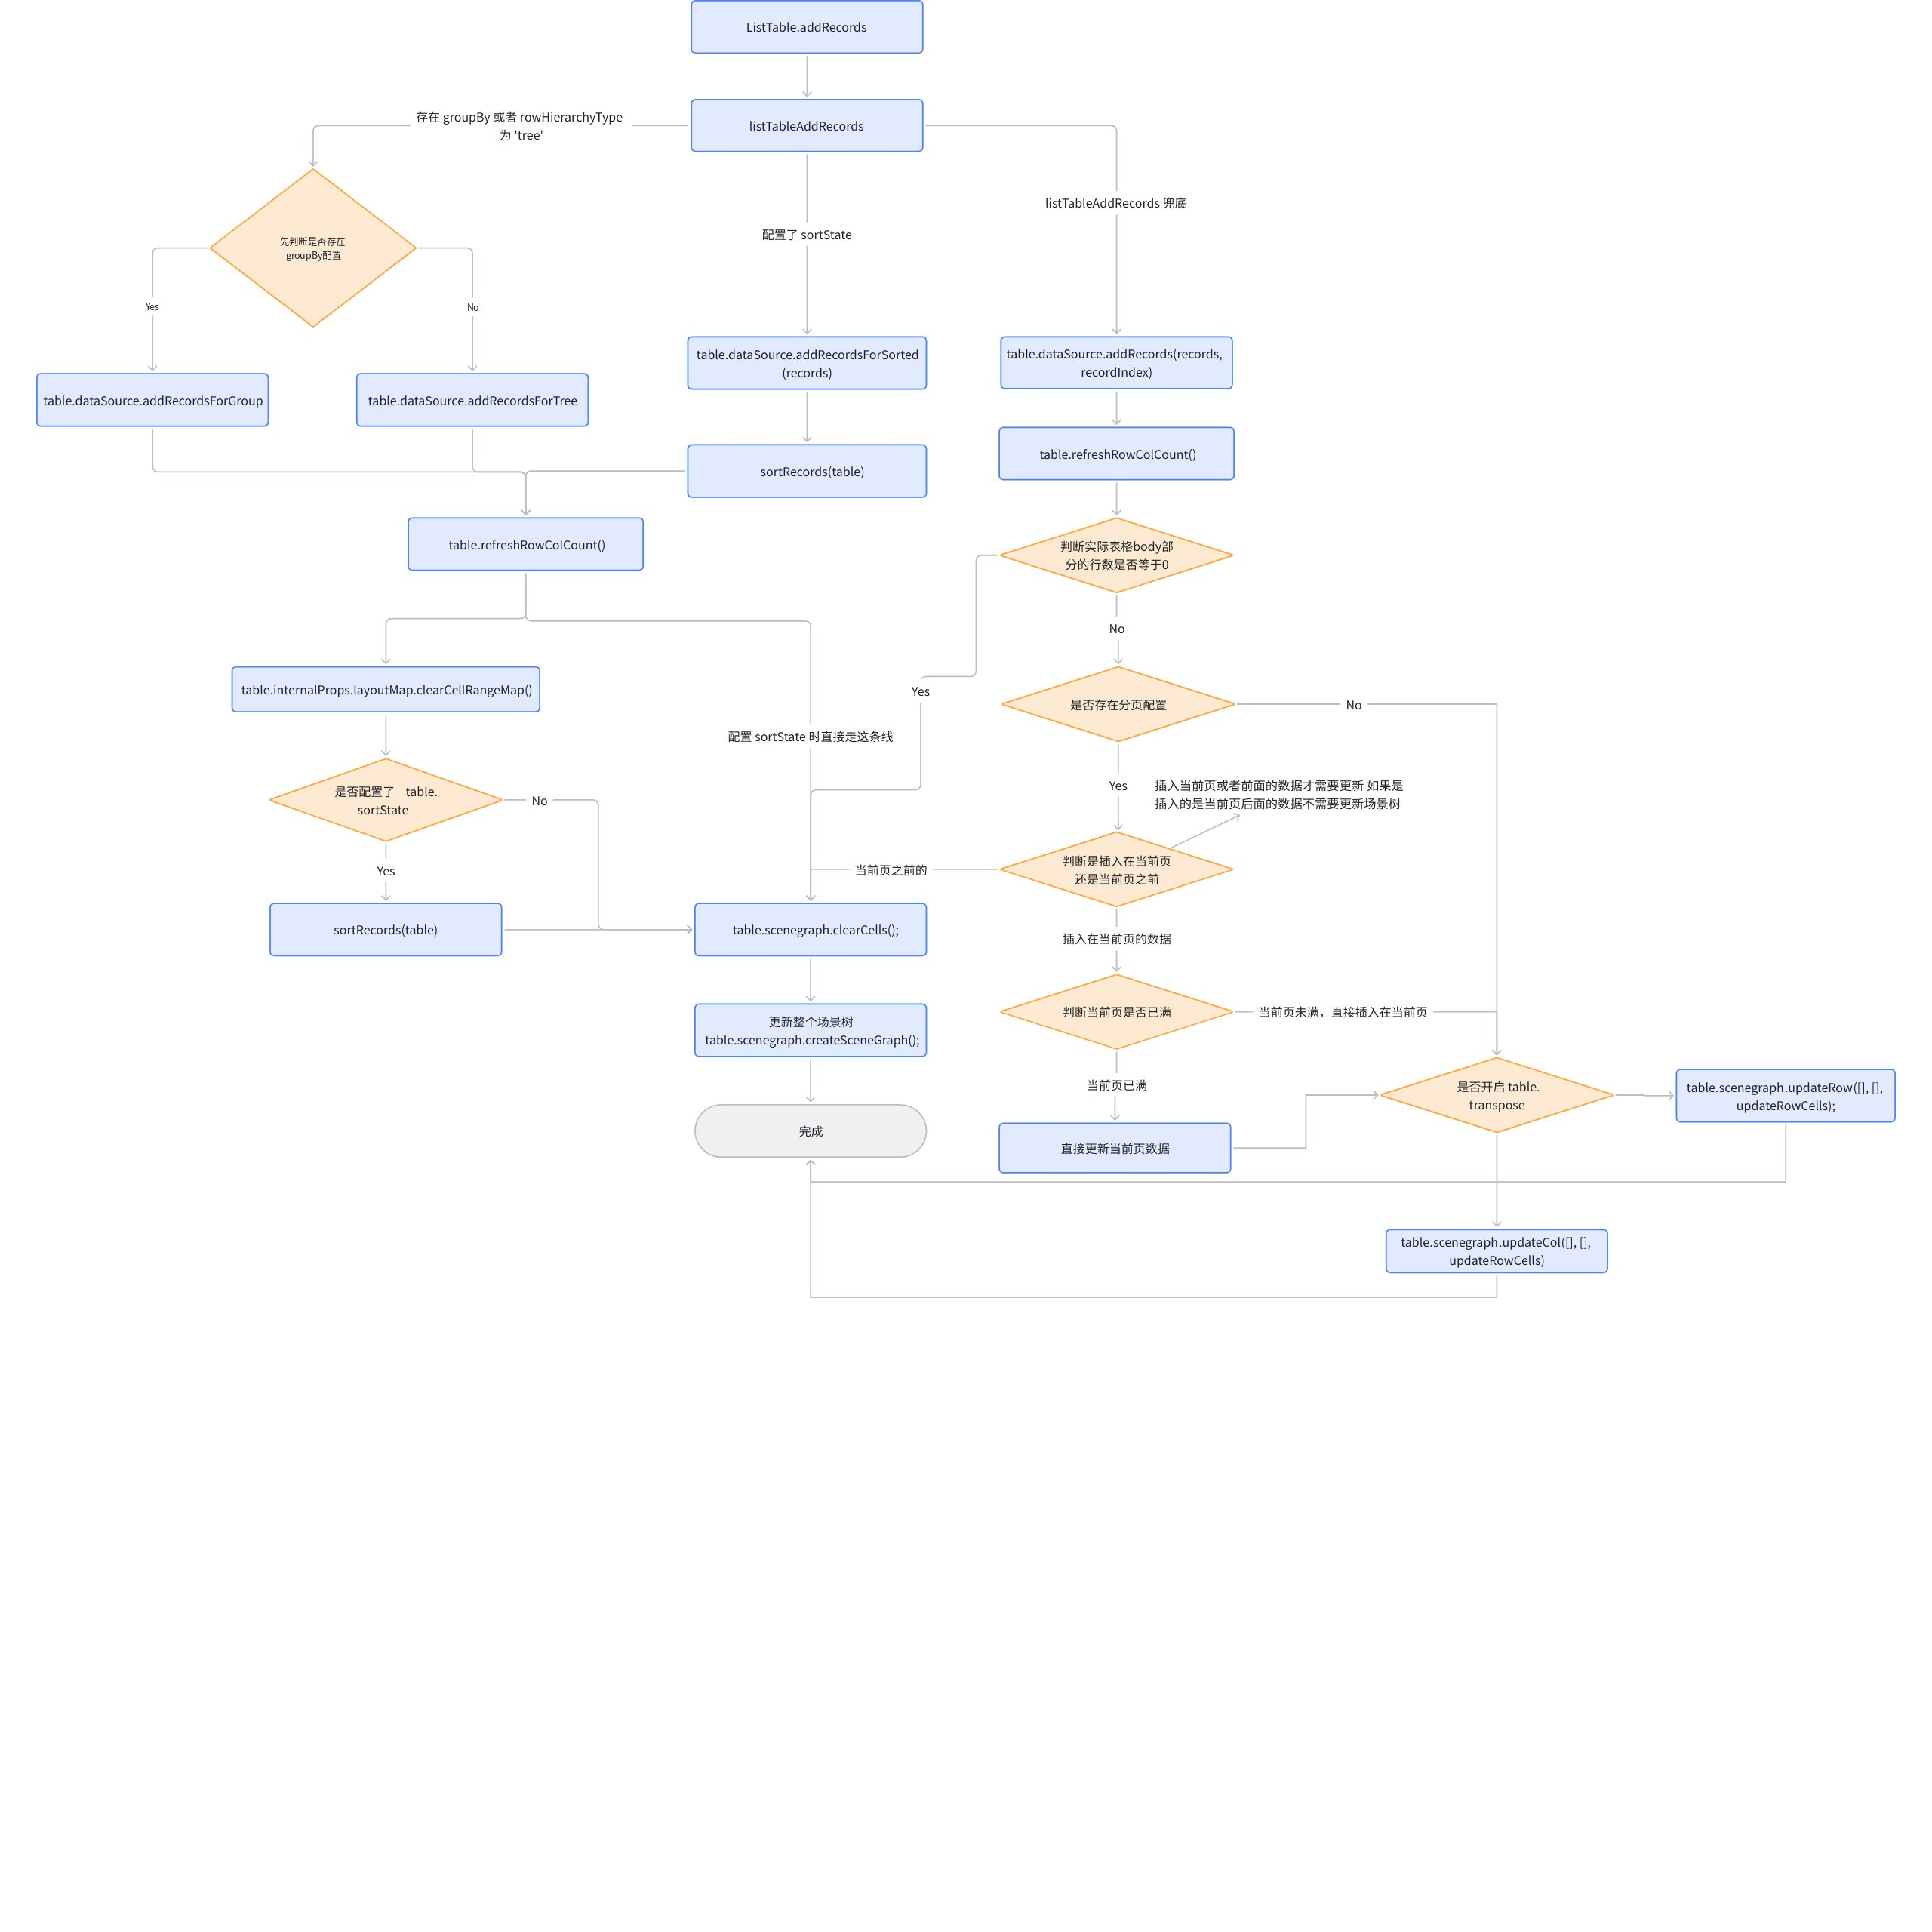 ListTable.addRecords
listTableAddRecords
存在 groupBy 或者 rowHierarchyType
为 'tree'
配置了 sortState
listTableAddRecords 兜底
先判断是否存在
groupBy配置
Yes
No
table.dataSource.addRecordsForGroup
table.dataSource.addRecordsForTree
table.dataSource.addRecordsForSorted
(records)
sortRecords(table)
table.dataSource.addRecords(records,
recordIndex)
table.refreshRowColCount()
table.refreshRowColCount()
判断实际表格body部
分的行数是否等于0
No
Yes
table.internalProps.layoutMap.clearCellRangeMap()
配置 sortState 时直接走这条线
是否存在分页配置
No
Yes
插入当前页或者前面的数据才需要更新 如果是
插入的是当前页后面的数据不需要更新场景树
是否配置了 table.
sortState
No
Yes
sortRecords(table)
当前页之前的
判断是插入在当前页
还是当前页之前
table.scenegraph.clearCells();
插入在当前页的数据
更新整个场景树
table.scenegraph.createSceneGraph();
判断当前页是否已满
当前页未满，直接插入在当前页
当前页已满
完成
直接更新当前页数据
是否开启 table.
transpose
table.scenegraph.updateRow([], [],
updateRowCells);
table.scenegraph.updateCol([], [],
updateRowCells)